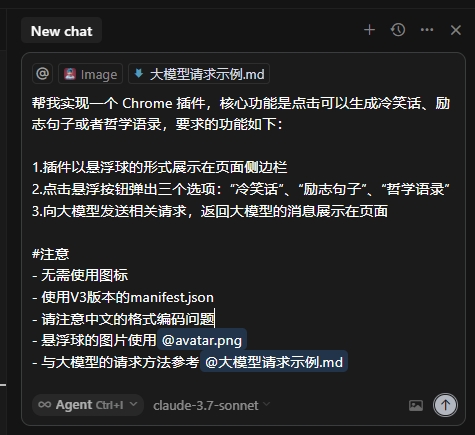 New chat
@ Image 大模型请求示例.md
帮我实现一个 Chrome 插件，核心功能是点击可以生成冷笑话、励
志句子或者哲学语录，要求的功能如下：
1.插件以悬浮球的形式展示在页面侧边栏
2.点击悬浮按钮弹出三个选项：“冷笑话”、“励志句子”、“哲学语录”
3.向大模型发送相关请求，返回大模型的消息展示在页面
#注意
- 无需使用图标
- 使用V3版本的manifest.json
- 请注意中文的格式编码问题
- 悬浮球的图片使用 @avatar.png
- 与大模型的请求方法参考 @大模型请求示例.md
∞ Agent Ctrl+I claude-3.7-sonnet